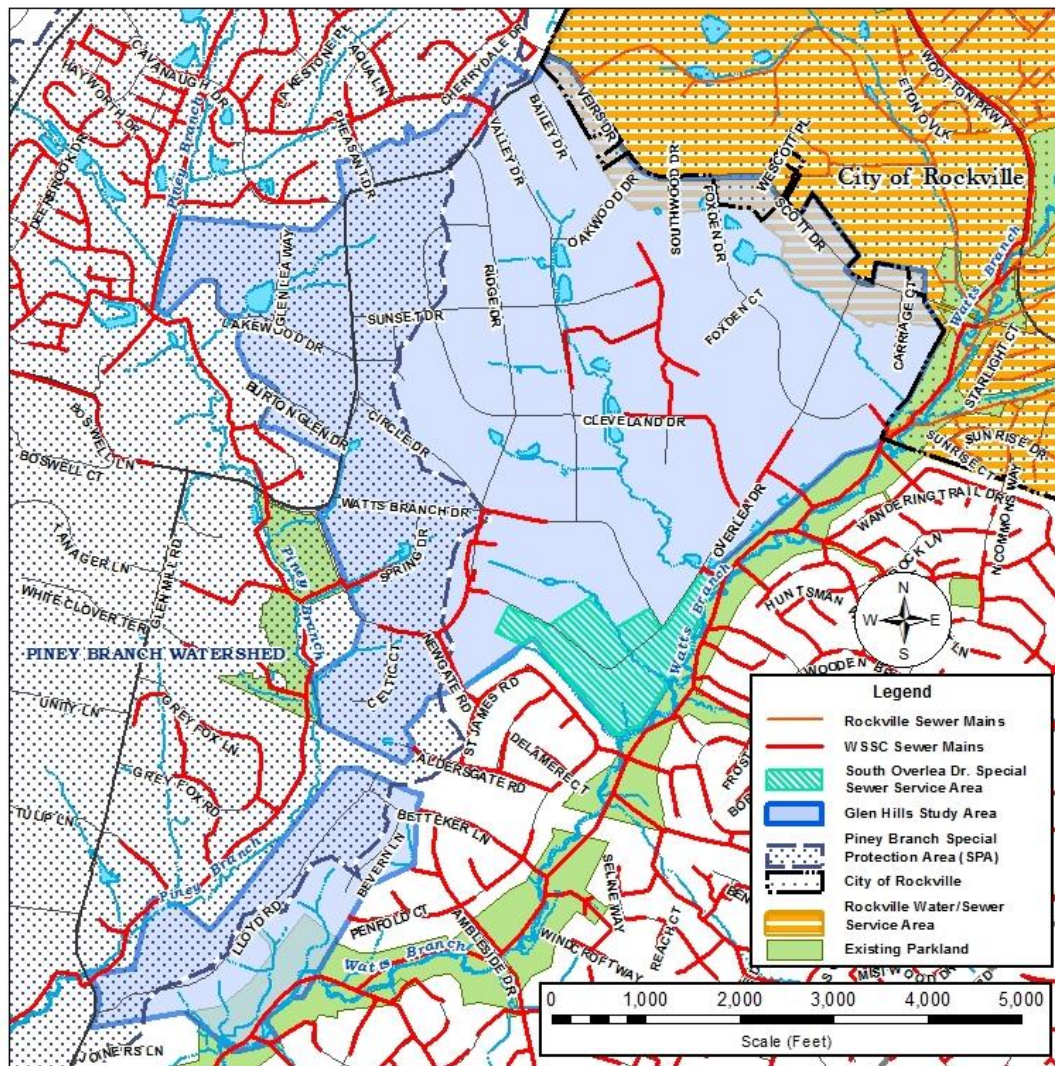 CAVANAUGH DR
HAYWORTH DR
LAKESTONE PL
AQUA LN
CHERRYDALE DR
PHEASANT DR
DEERBROOK DR
Piney Branch
VALLEY DR
BAILEY DR
VEIRS DR
OAKWOOD DR
SOUTHWOOD DR
FOXDEN DR
WESCOTT PL
SCOTT DR
WOOTTON PKWY
City of Rockville
Watts Branch
GLEN LEA WAY
RIDGE DR
SUNSET DR
LAKEWOOD DR
FOXDEN CT
CARRIAGE CT
STARLIGHT CT
BURTON GLEN DR
CIRCLE DR
CLEVELAND DR
SUNRISE DR
SUNRISE CT
BOSWELL LN
BOSWELL CT
WATTS BRANCH DR
OVERLEA DR
WANDERING TRAIL DR
N COMMONS WAY
TANAGER LN
GLEN MILL RD
Piney Branch
SPRING DR
Watts Branch
HUNTSMAN
WHITE CLOVER TER
PINEY BRANCH WATERSHED
CELTIC CT
NEWGATE RD
ST JAMES RD
UNITY LN
GREY FOX LN
DELAMERE CT
ALDERSGATE RD
GREY FOX RD
TULIP LN
BETTEKER LN
BEVERLY LN
Piney Branch
LLOYD RD
PENFOLD CT
AMBLESIDE DR
SELINE WAY
Watts Branch
WINDCROFT WAY
REACH CT
JOINERS LN
N
W E
S
Legend
Rockville Sewer Mains
WSSC Sewer Mains
South Overlea Dr. Special
Sewer Service Area
Glen Hills Study Area
Piney Branch Special
Protection Area (SPA)
City of Rockville
Rockville Water/Sewer
Service Area
Existing Parkland
0 1,000 2,000 3,000 4,000 5,000
Scale (Feet)